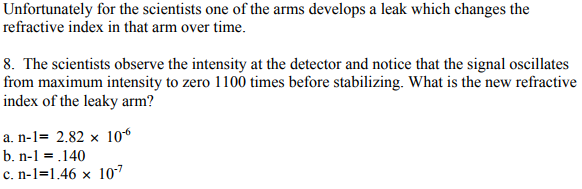 Unfortunately for the scientists one of the arms develops a leak which changes the
refractive index in that arm over time.
8. The scientists observe the intensity at the detector and notice that the signal oscillates
from maximum intensity to zero 1100 times before stabilizing. What is the new refractive
index of the leaky arm?
a. n-1= 2.82 × 10⁻⁶
b. n-1 = .140
c. n-1=1.46 × 10⁻⁷